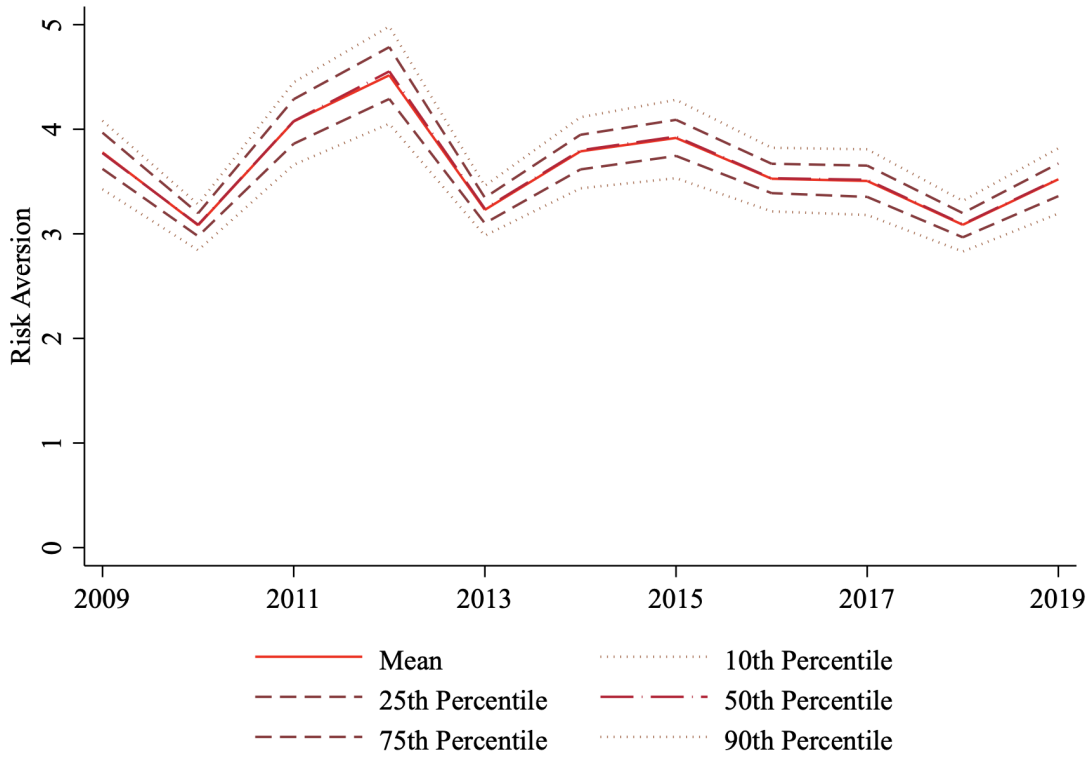 Risk Aversion
5
4
3
2
1
0
2009 2011 2013 2015 2017 2019
Mean 10th Percentile
25th Percentile 50th Percentile
75th Percentile 90th Percentile